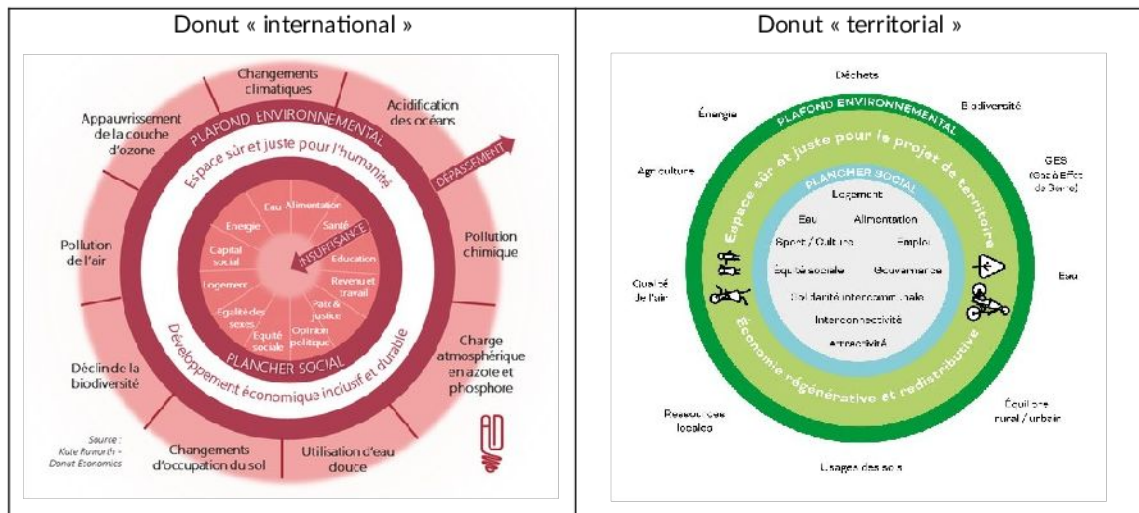 Donut « international »
Changements
climatiques
Acidification
des océans
Appauvrissement
de la couche
d'ozone
PLAFOND ENVIRONNEMENTAL
Espace sûr et juste pour l'humanité
DÉPASSEMENT
Eau
Alimentation
Energie
Santé
INSUFFISANCE
Capital
social
Education
Pollution
de l'air
Pollution
chimique
Logement
Revenu et
travail
Egalité des
sexes
Paix &
justice
Equité
sociale
Opinion
politique
PLANCHER SOCIAL
Développement économique inclusif et durable
Déclin de la
biodiversité
Charge
atmosphérique
en azote et
phosphore
Changements
d'occupation du sol
Utilisation d'eau
douce
Source :
Kate Raworth -
Donut Economics
Donut « territorial »
Déchets
Énergie
Biodiversité
PLAFOND ENVIRONNEMENTAL
Espace sûr et juste pour le projet de territoire
PLANCHER SOCIAL
Agriculture
GES
(Gaz à Effet
de Serre)
Logement
Eau
Alimentation
Sport / Culture
Emploi
Équité sociale
Gouvernance
Solidarité intercommunale
Interconnectivité
Attractivité
Qualité
de l'air
Eau
Économie régénérative et redistributive
Ressources
locales
Équilibre
rural / urbain
Usages des sols